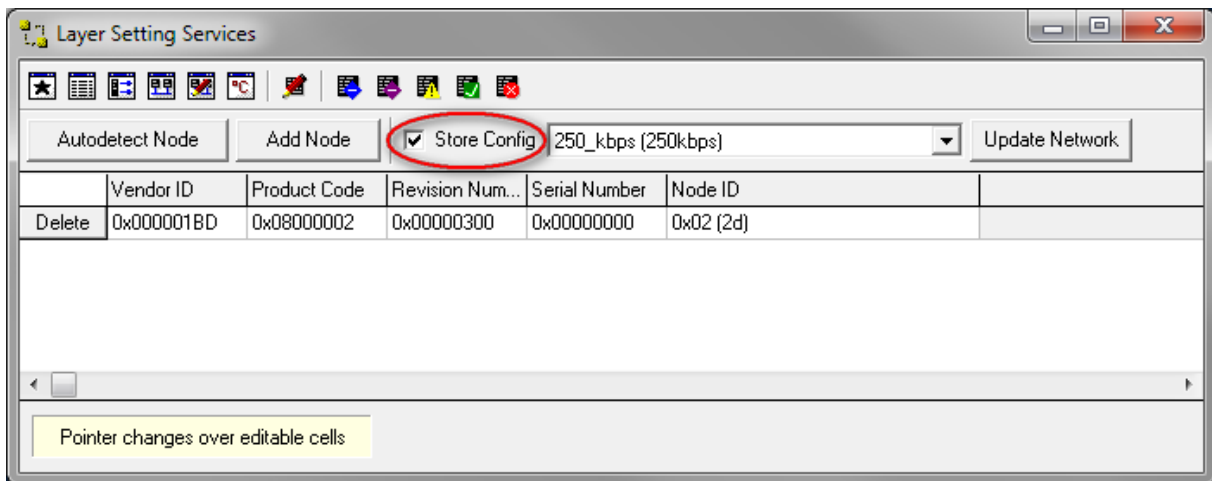 Layer Setting Services
°C
Autodetect Node Add Node Store Config 250_kbps (250kbps) Update Network
Vendor ID Product Code Revision Num... Serial Number Node ID
Delete 0x000001BD 0x08000002 0x00000300 0x00000000 0x02 (2d)
Pointer changes over editable cells